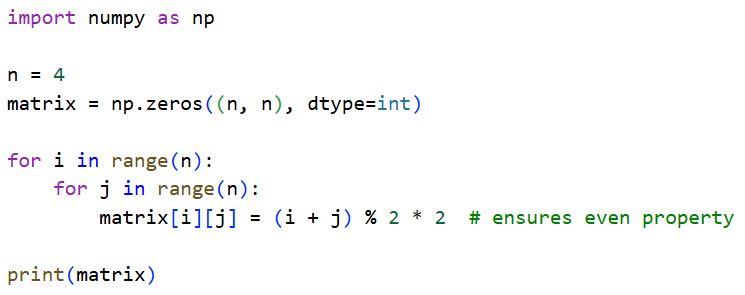 import numpy as np

n = 4
matrix = np.zeros((n, n), dtype=int)

for i in range(n):
    for j in range(n):
        matrix[i][j] = (i + j) % 2 * 2  # ensures even property

print(matrix)